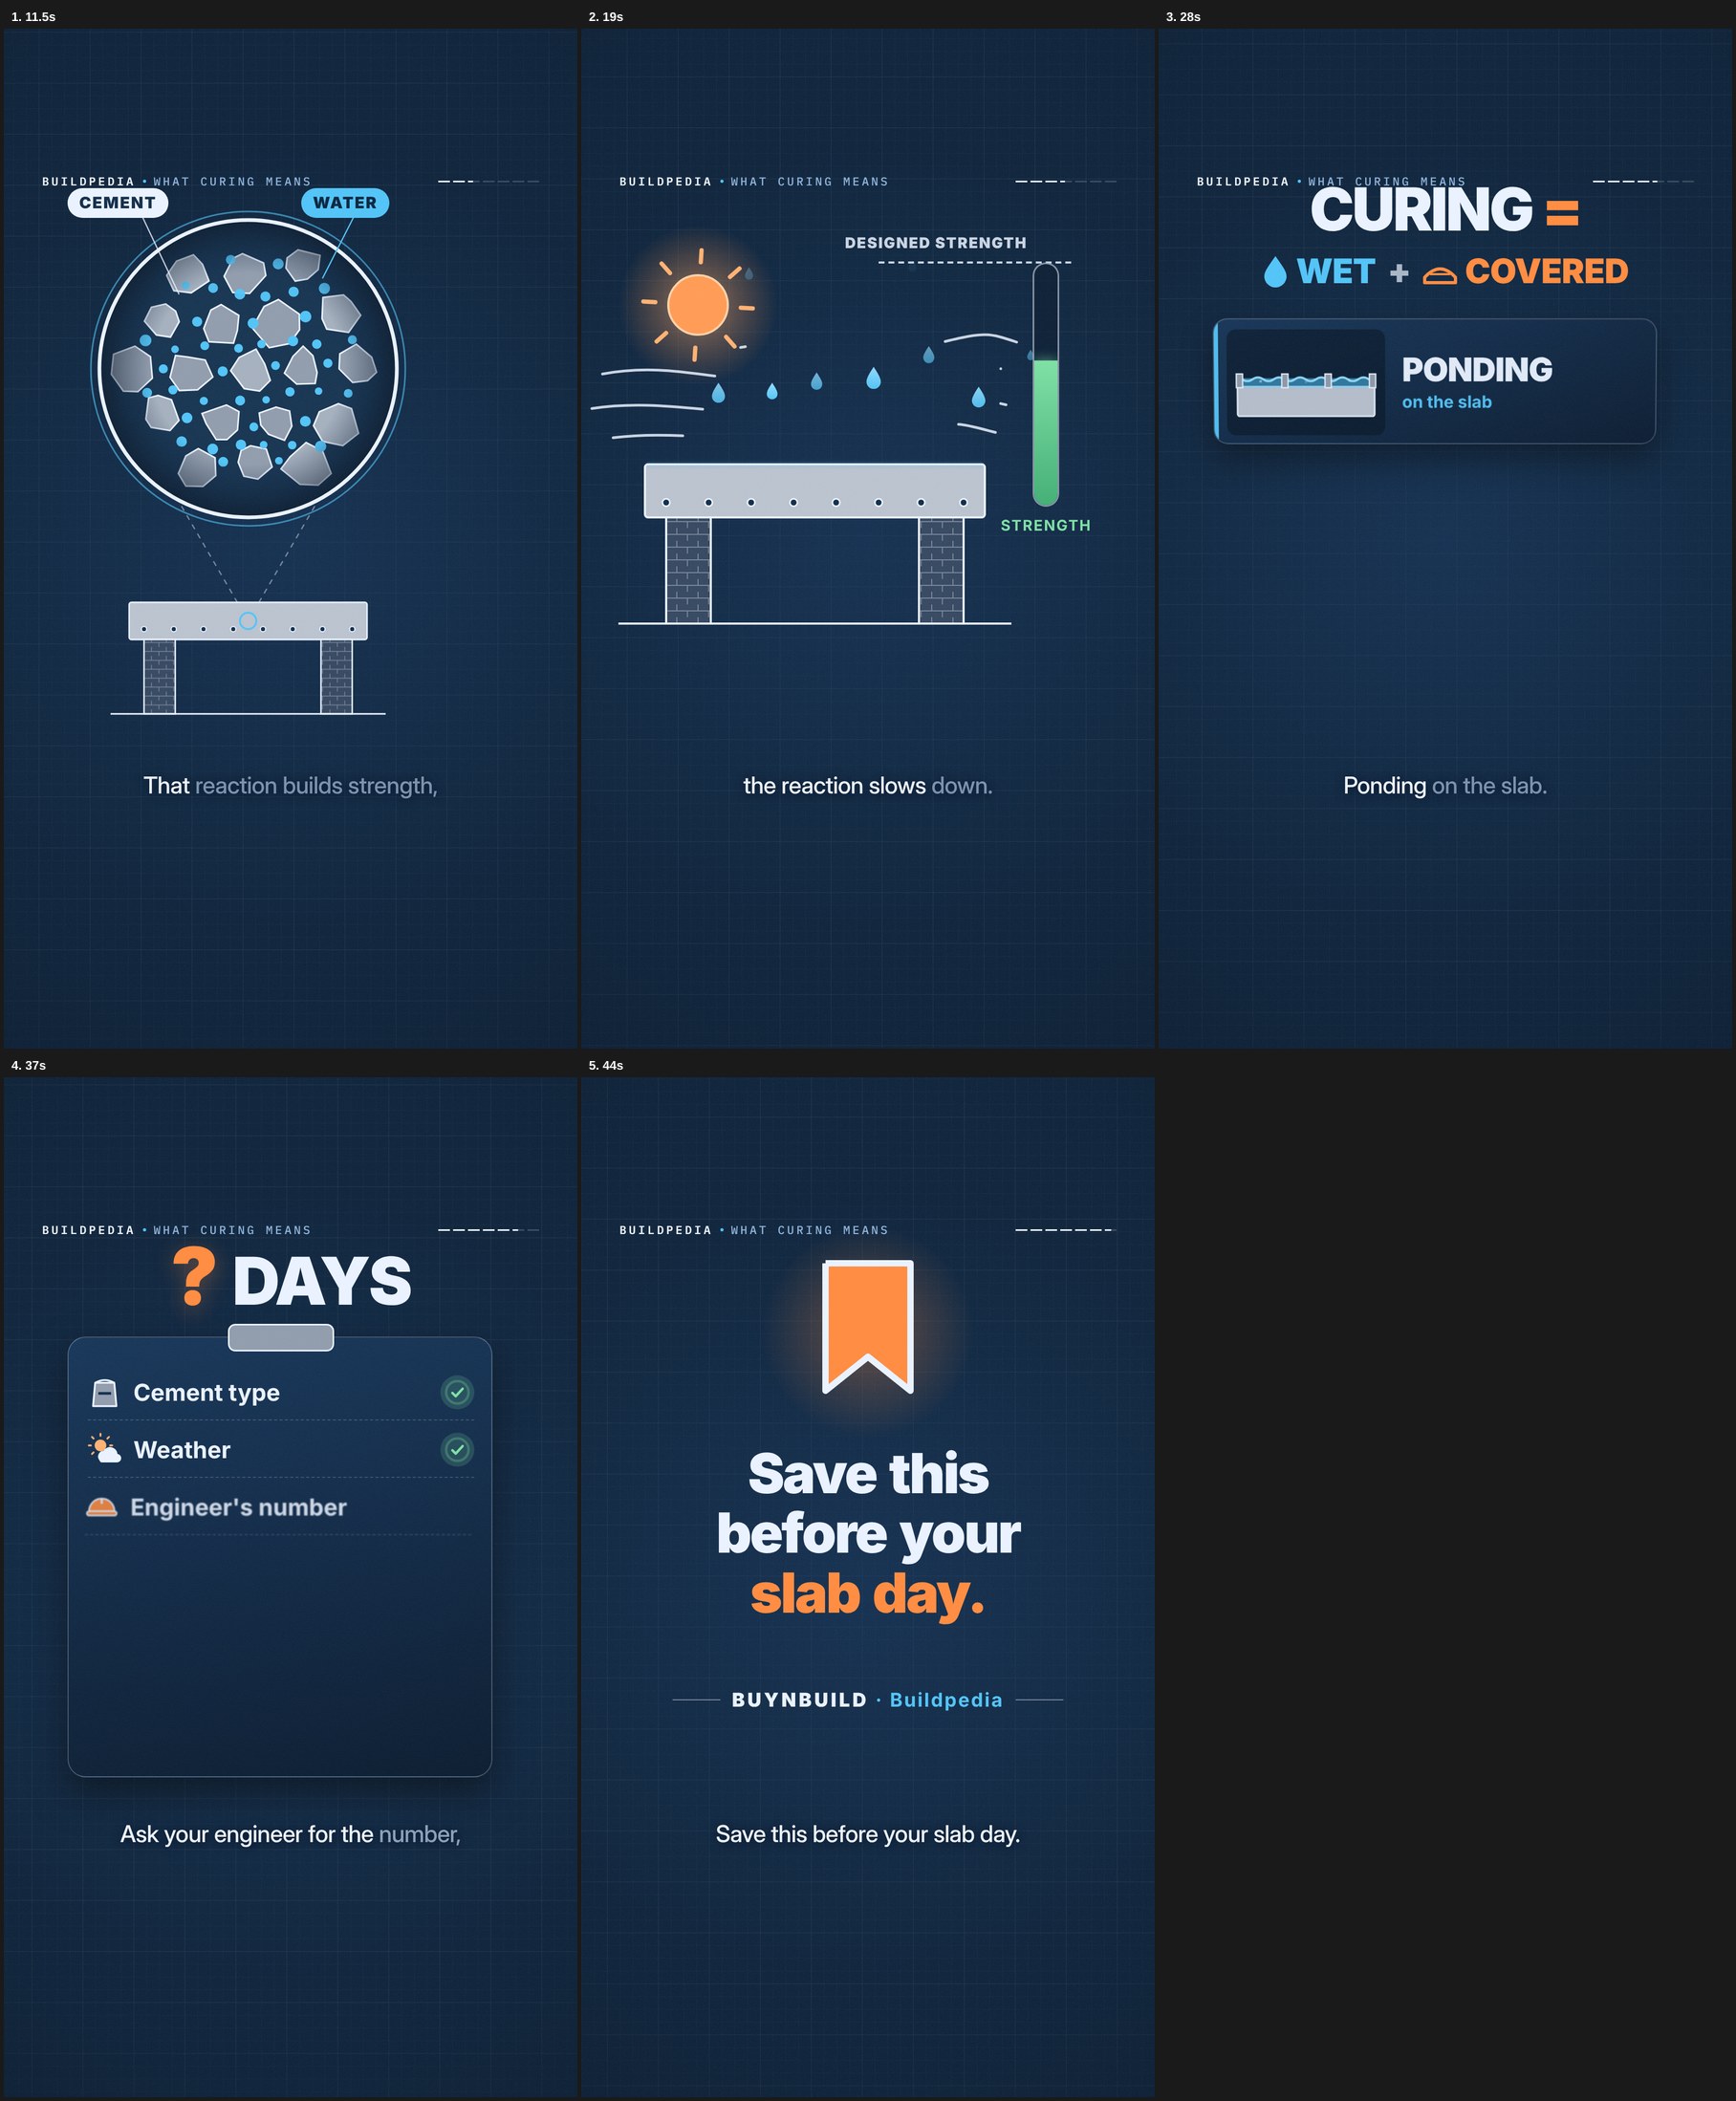 1. 11.5s
BUILDPEDIA • WHAT CURING MEANS
CEMENT
WATER
That reaction builds strength,
2. 19s
BUILDPEDIA • WHAT CURING MEANS
DESIGNED STRENGTH
STRENGTH
the reaction slows down.
3. 28s
BUILDPEDIA • WHAT CURING MEANS
CURING =
WET + COVERED
PONDING
on the slab
Ponding on the slab.
4. 37s
BUILDPEDIA • WHAT CURING MEANS
? DAYS
Cement type
Weather
Engineer's number
Ask your engineer for the number,
5. 44s
BUILDPEDIA • WHAT CURING MEANS
Save this
before your
slab day.
BUYNBUILD · Buildpedia
Save this before your slab day.